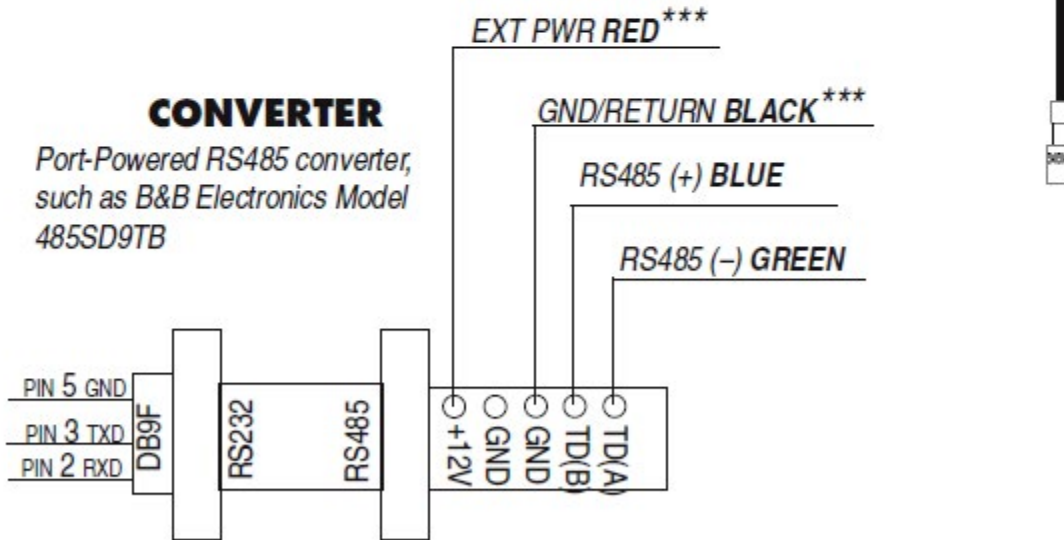 EXT PWR RED***
CONVERTER
GND/RETURN BLACK***
Port-Powered RS485 converter,
such as B&B Electronics Model
485SD9TB
RS485 (+) BLUE
RS485 (–) GREEN
PIN 5 GND
PIN 3 TXD
PIN 2 RXD
DB9F
RS232
RS485
+12V
GND
GND
TD(B)
TD(A)